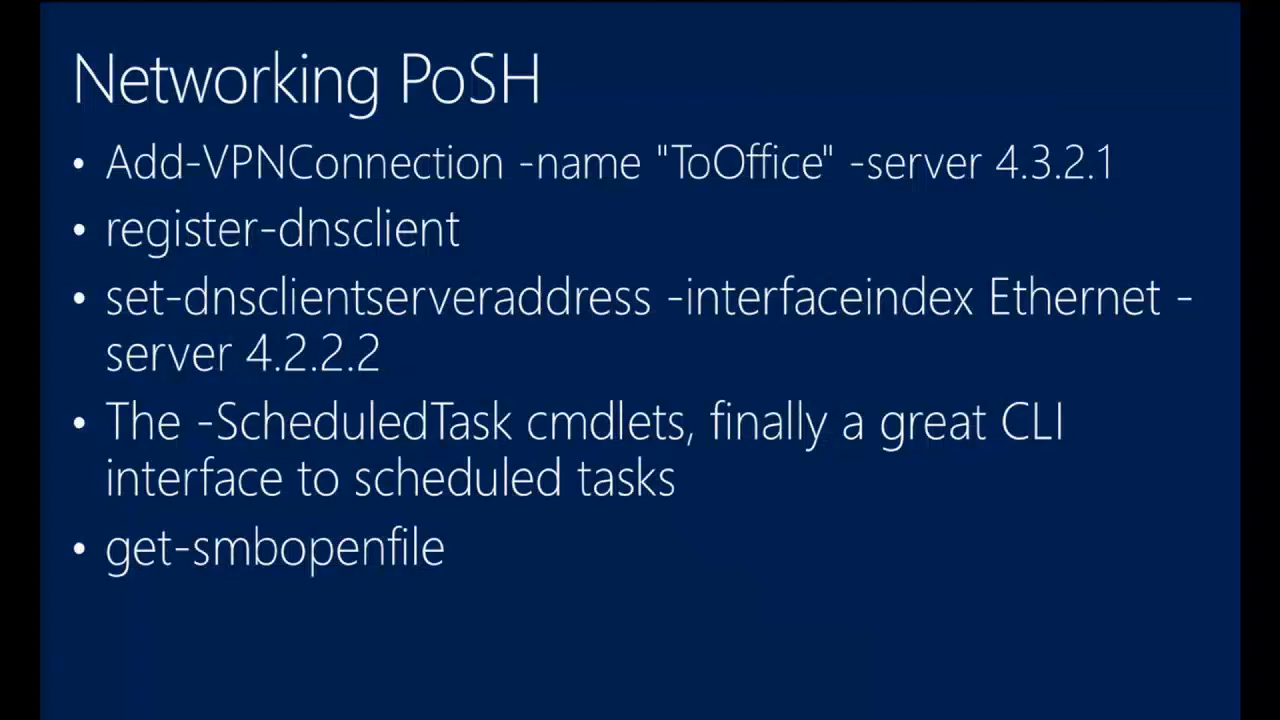 Networking PoSH
• Add-VPNConnection -name "ToOffice" -server 4.3.2.1
• register-dnsclient
• set-dnsclientserveraddress -interfaceindex Ethernet -
server 4.2.2.2
• The -ScheduledTask cmdlets, finally a great CLI
interface to scheduled tasks
• get-smbopenfile